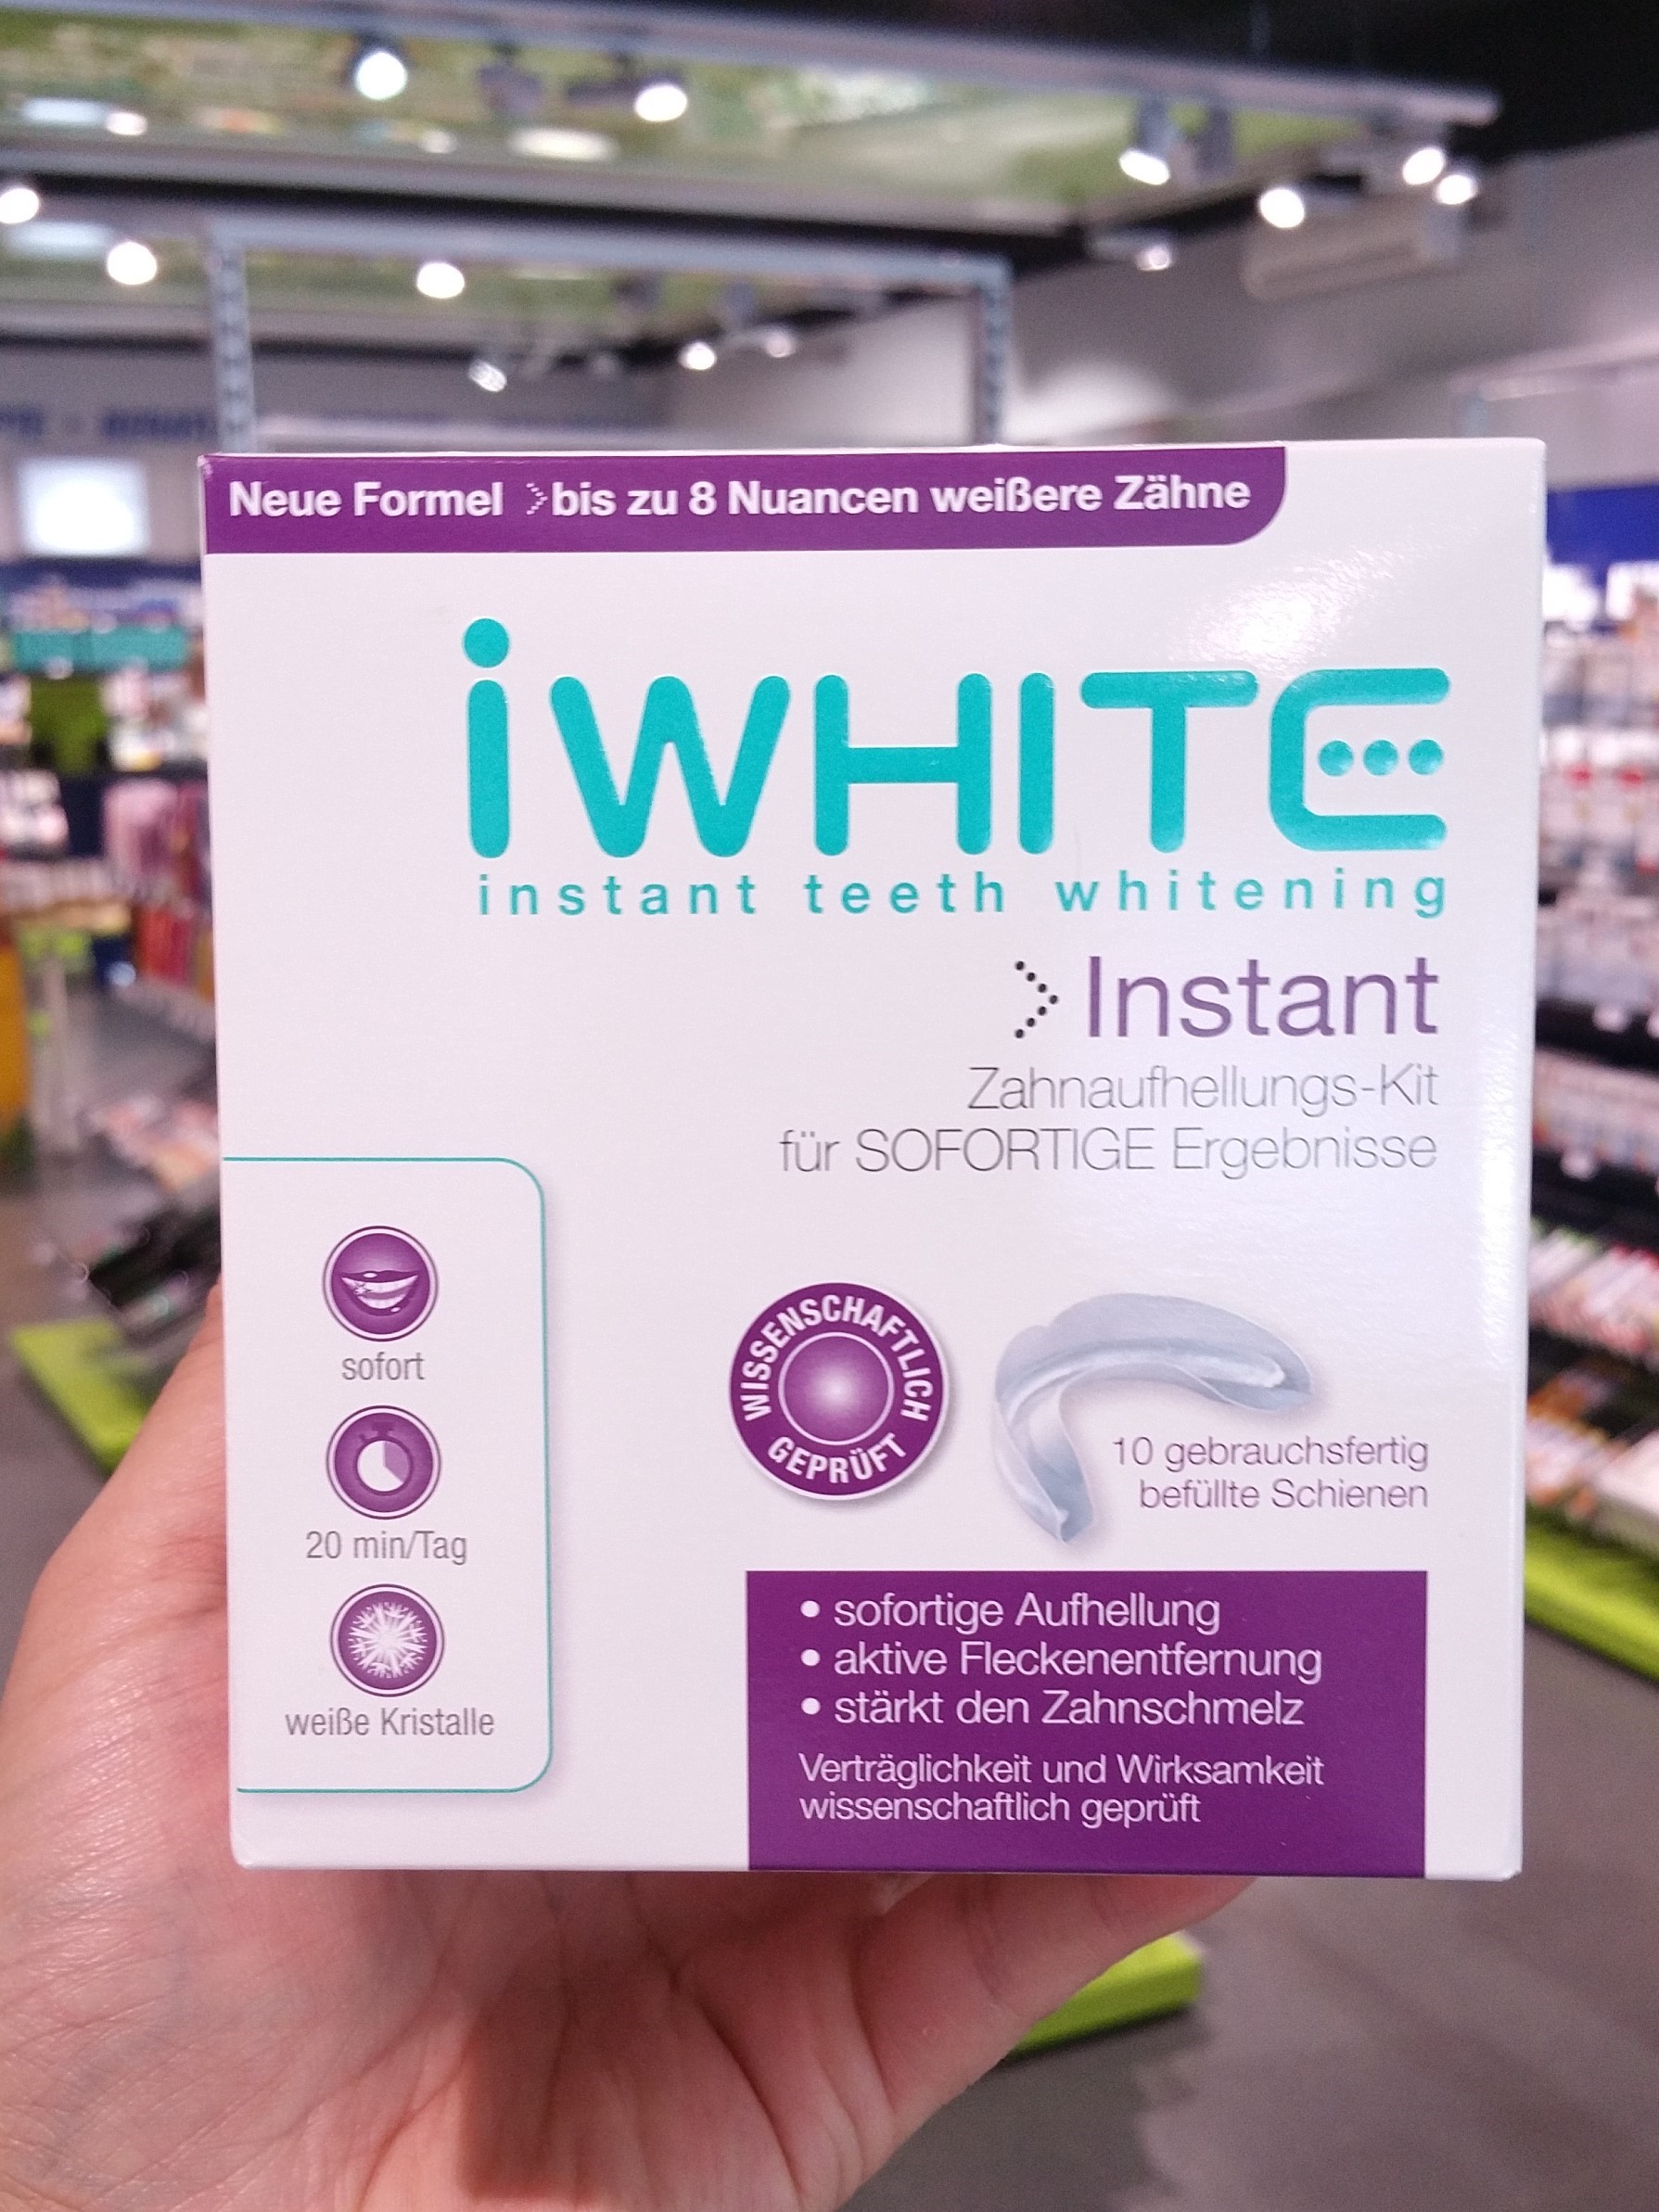 Neue Formel bis zu 8 Nuancen weißere Zähne
iWHITE
instant teeth whitening
Instant
Zahnaufhellungs-Kit
für SOFORTIGE Ergebnisse
sofort
20 min/Tag
weiße Kristalle
WISSENSCHAFTLICH
GEPRÜFT
10 gebrauchsfertig
befüllte Schienen
• sofortige Aufhellung
• aktive Fleckenentfernung
• stärkt den Zahnschmelz
Verträglichkeit und Wirksamkeit
wissenschaftlich geprüft